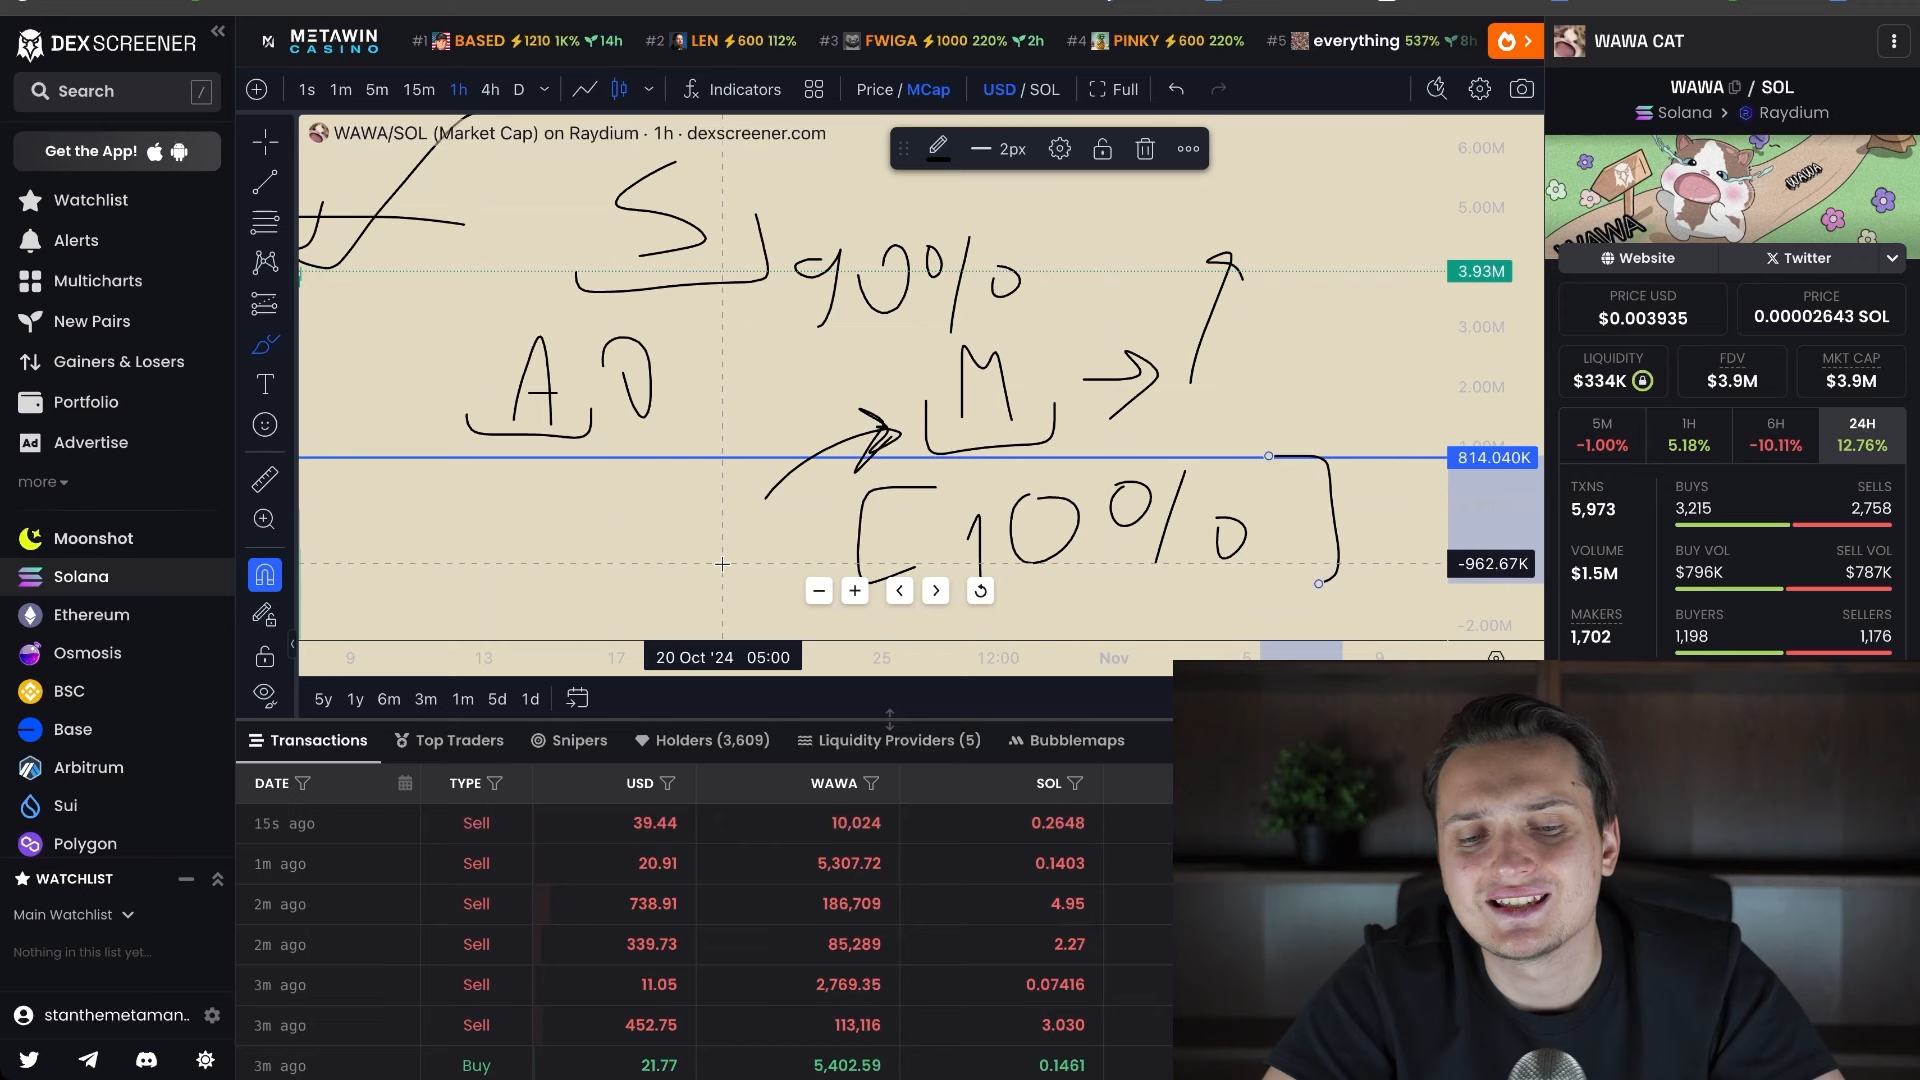 DEX SCREENER
Search /
Get the App!
Watchlist
Alerts
Multicharts
New Pairs
Gainers & Losers
Portfolio
Ad Advertise
more
Moonshot
Solana
Ethereum
Osmosis
BSC
Base
Arbitrum
Sui
Polygon
WATCHLIST
Main Watchlist
Nothing in this list yet...
stanthemetaman..
METAWIN CASINO
#1 BASED 1210 1K% 14h #2 LEN 600 112% #3 FWIGA 1000 220% 2h #4 PINKY 600 220% #5 everything 537% 8h
1s 1m 5m 15m 1h 4h D Indicators Price / MCap USD / SOL Full
WAWA/SOL (Market Cap) on Raydium · 1h · dexscreener.com
2px
6.00M
5.00M
3.93M
3.00M
2.00M
1.00M
814.040K
-962.67K
-2.00M
S
90%
A
M
10%
9 13 17 20 Oct '24 05:00 25 12:00 Nov 5 9
5y 1y 6m 3m 1m 5d 1d
Transactions Top Traders Snipers Holders (3,609) Liquidity Providers (5) Bubblemaps
DATE TYPE USD WAWA SOL
15s ago Sell 39.44 10,024 0.2648
1m ago Sell 20.91 5,307.72 0.1403
2m ago Sell 738.91 186,709 4.95
2m ago Sell 339.73 85,289 2.27
3m ago Sell 11.05 2,769.35 0.07416
3m ago Sell 452.75 113,116 3.030
3m ago Buy 21.77 5,402.59 0.1461
WAWA CAT
WAWA / SOL
Solana > Raydium
WAWA
WAWA
Website Twitter
PRICE USD PRICE
$0.003935 0.00002643 SOL
LIQUIDITY FDV MKT CAP
$334K $3.9M $3.9M
5M 1H 6H 24H
-1.00% 5.18% -10.11% 12.76%
TXNS BUYS SELLS
5,973 3,215 2,758
VOLUME BUY VOL SELL VOL
$1.5M $796K $787K
MAKERS BUYERS SELLERS
1,702 1,198 1,176